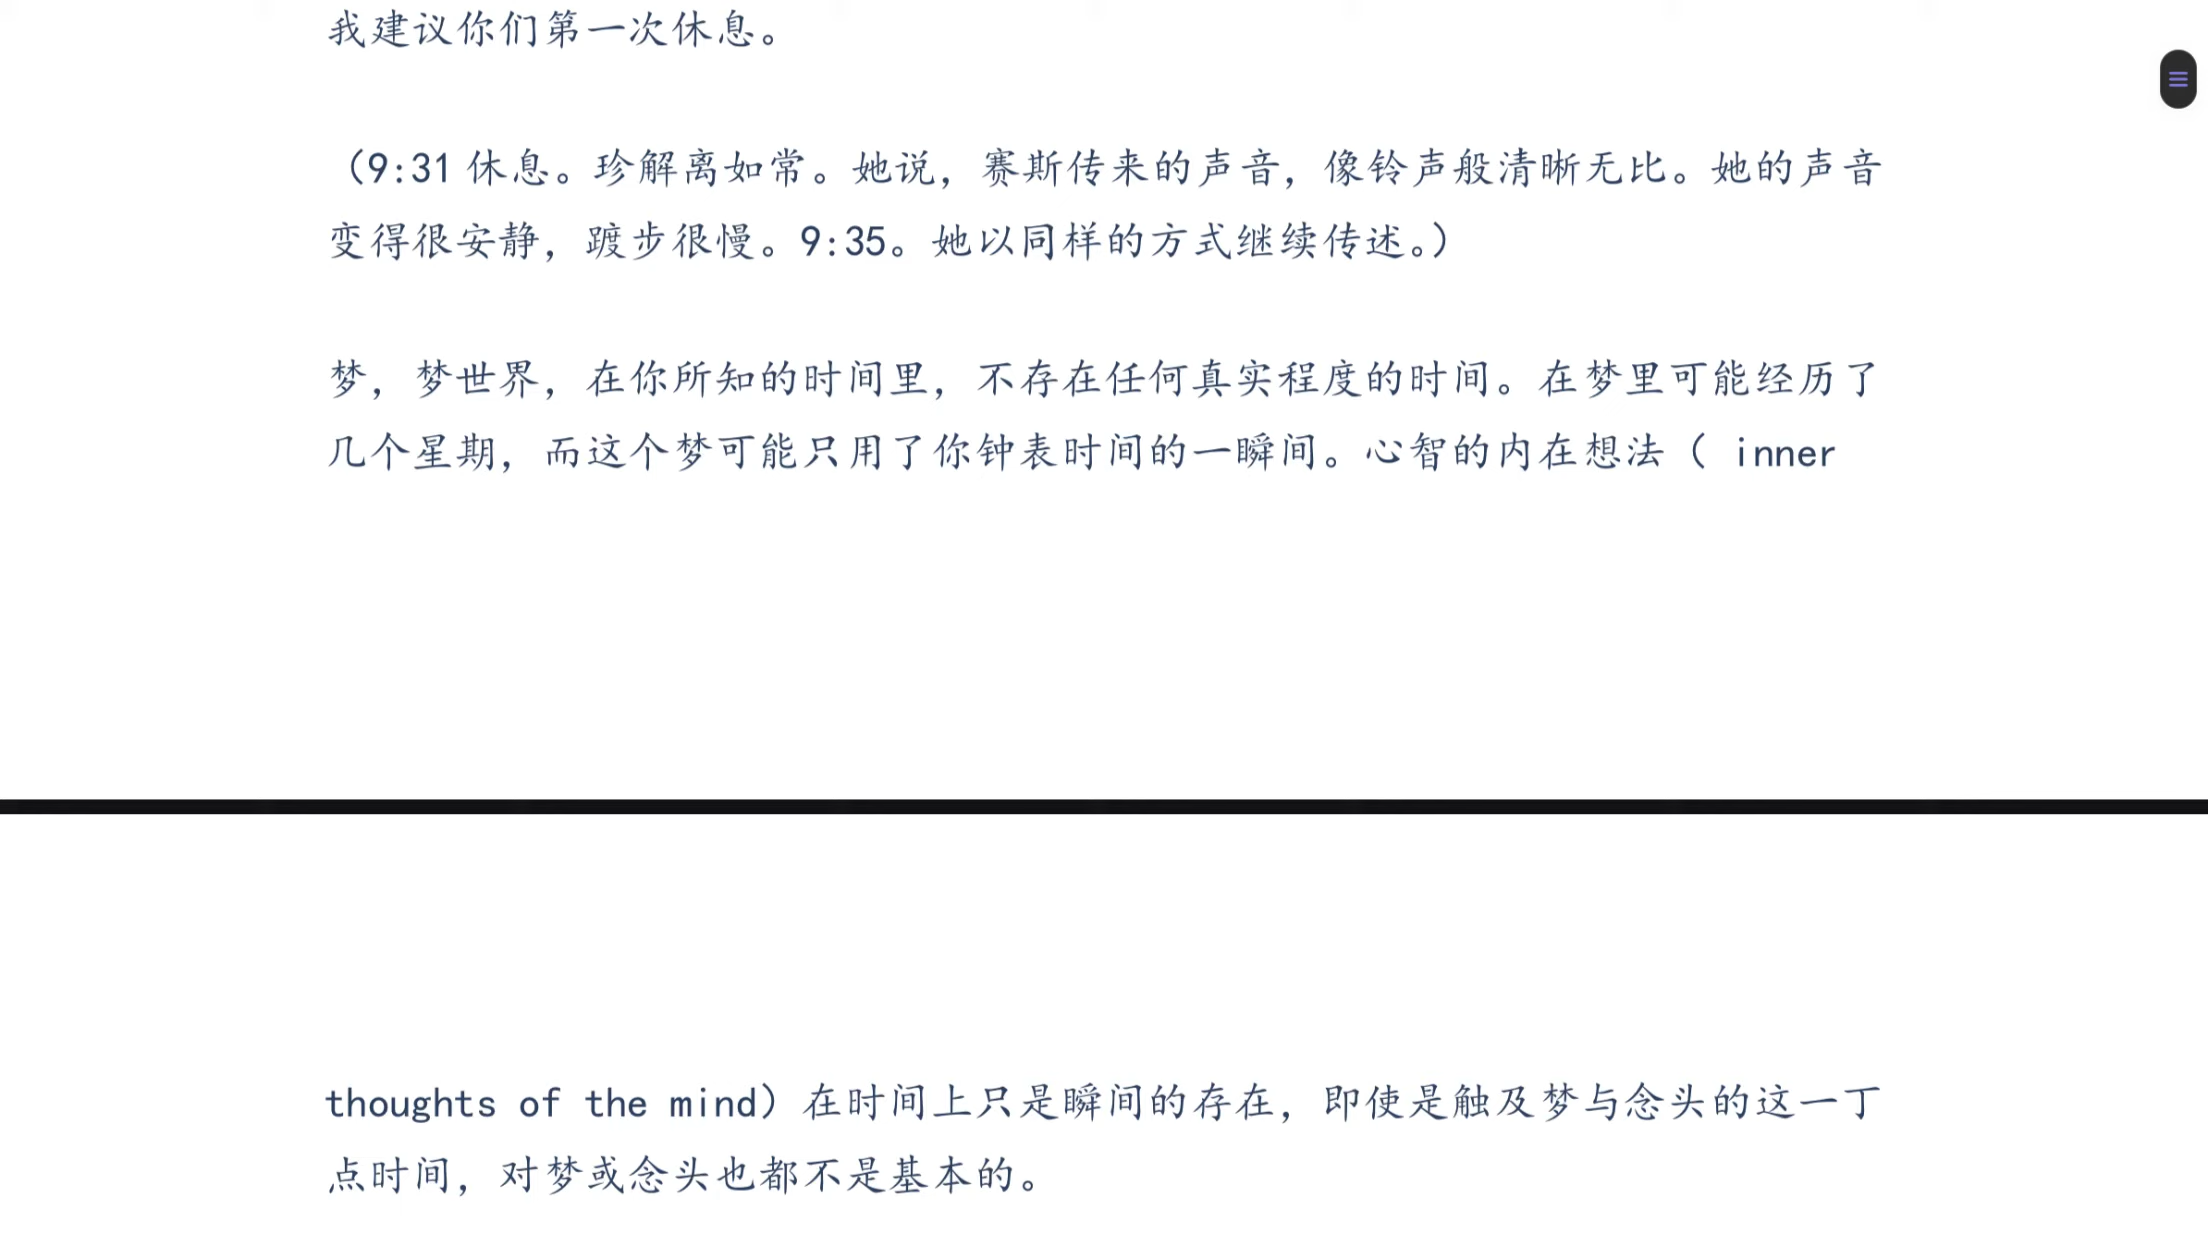 我建议你们第一次休息。
（9:31 休息。珍解离如常。她说，赛斯传来的声音，像铃声般清晰无比。她的声音
变得很安静，踱步很慢。9:35。她以同样的方式继续传述。）
梦，梦世界，在你所知的时间里，不存在任何真实程度的时间。在梦里可能经历了
几个星期，而这个梦可能只用了你钟表时间的一瞬间。心智的内在想法（ inner
thoughts of the mind）在时间上只是瞬间的存在，即使是触及梦与念头的这一丁
点时间，对梦或念头也都不是基本的。